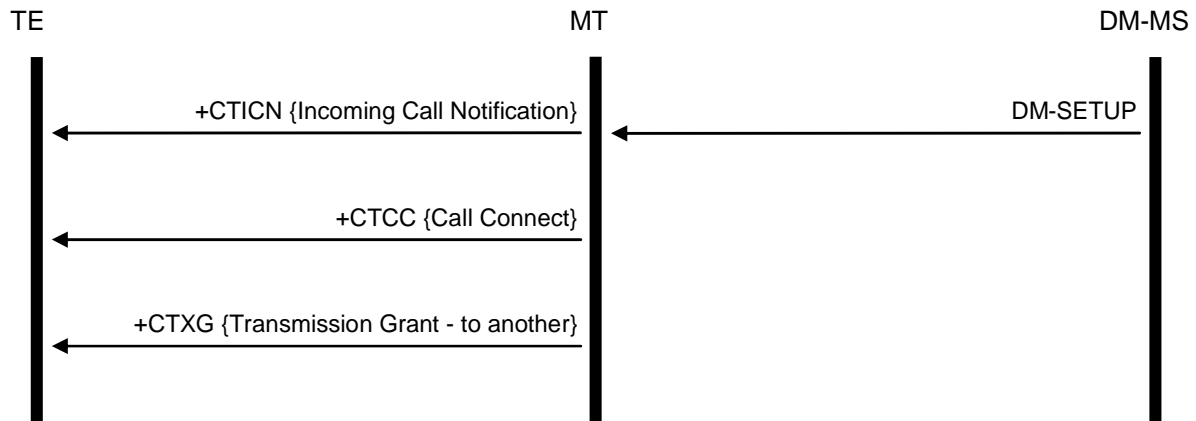 TE
MT
DM-MS
+CTICN {Incoming Call Notification}
DM-SETUP
+CTCC {Call Connect}
+CTXG {Transmission Grant - to another}